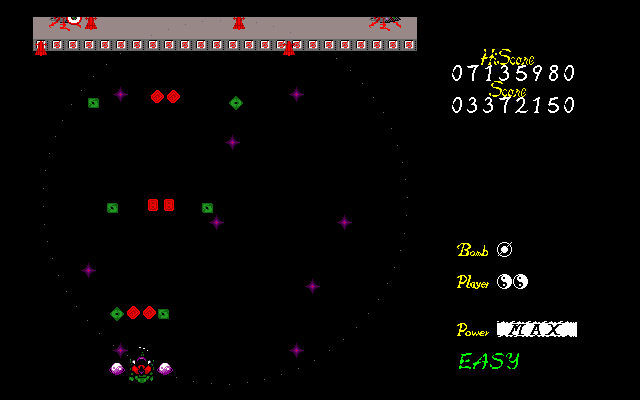 HiScore
07135980
Score
03372150
Bomb
Player
Power MAX
EASY